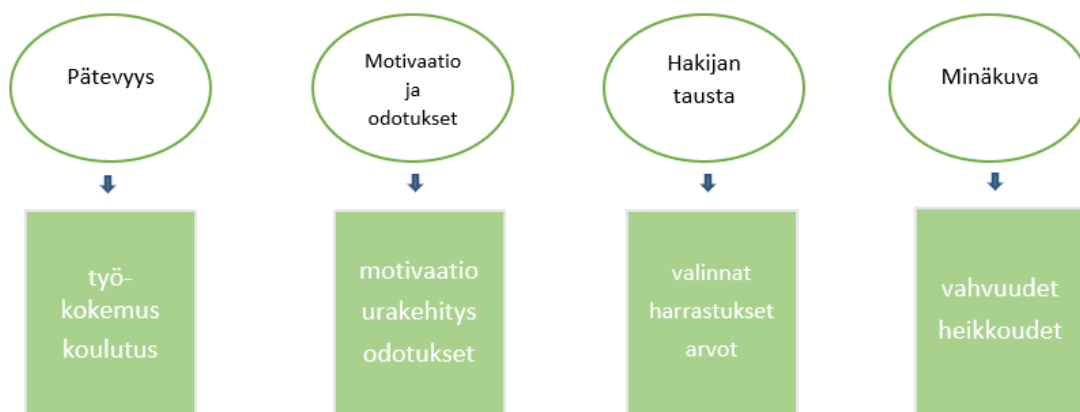 Pätevyys
Motivaatio
ja
odotukset
Hakijan
tausta
Minäkuva
työ-
kokemus
koulutus
motivaatio
urakehitys
odotukset
valinnat
harrastukset
arvot
vahvuudet
heikkoudet